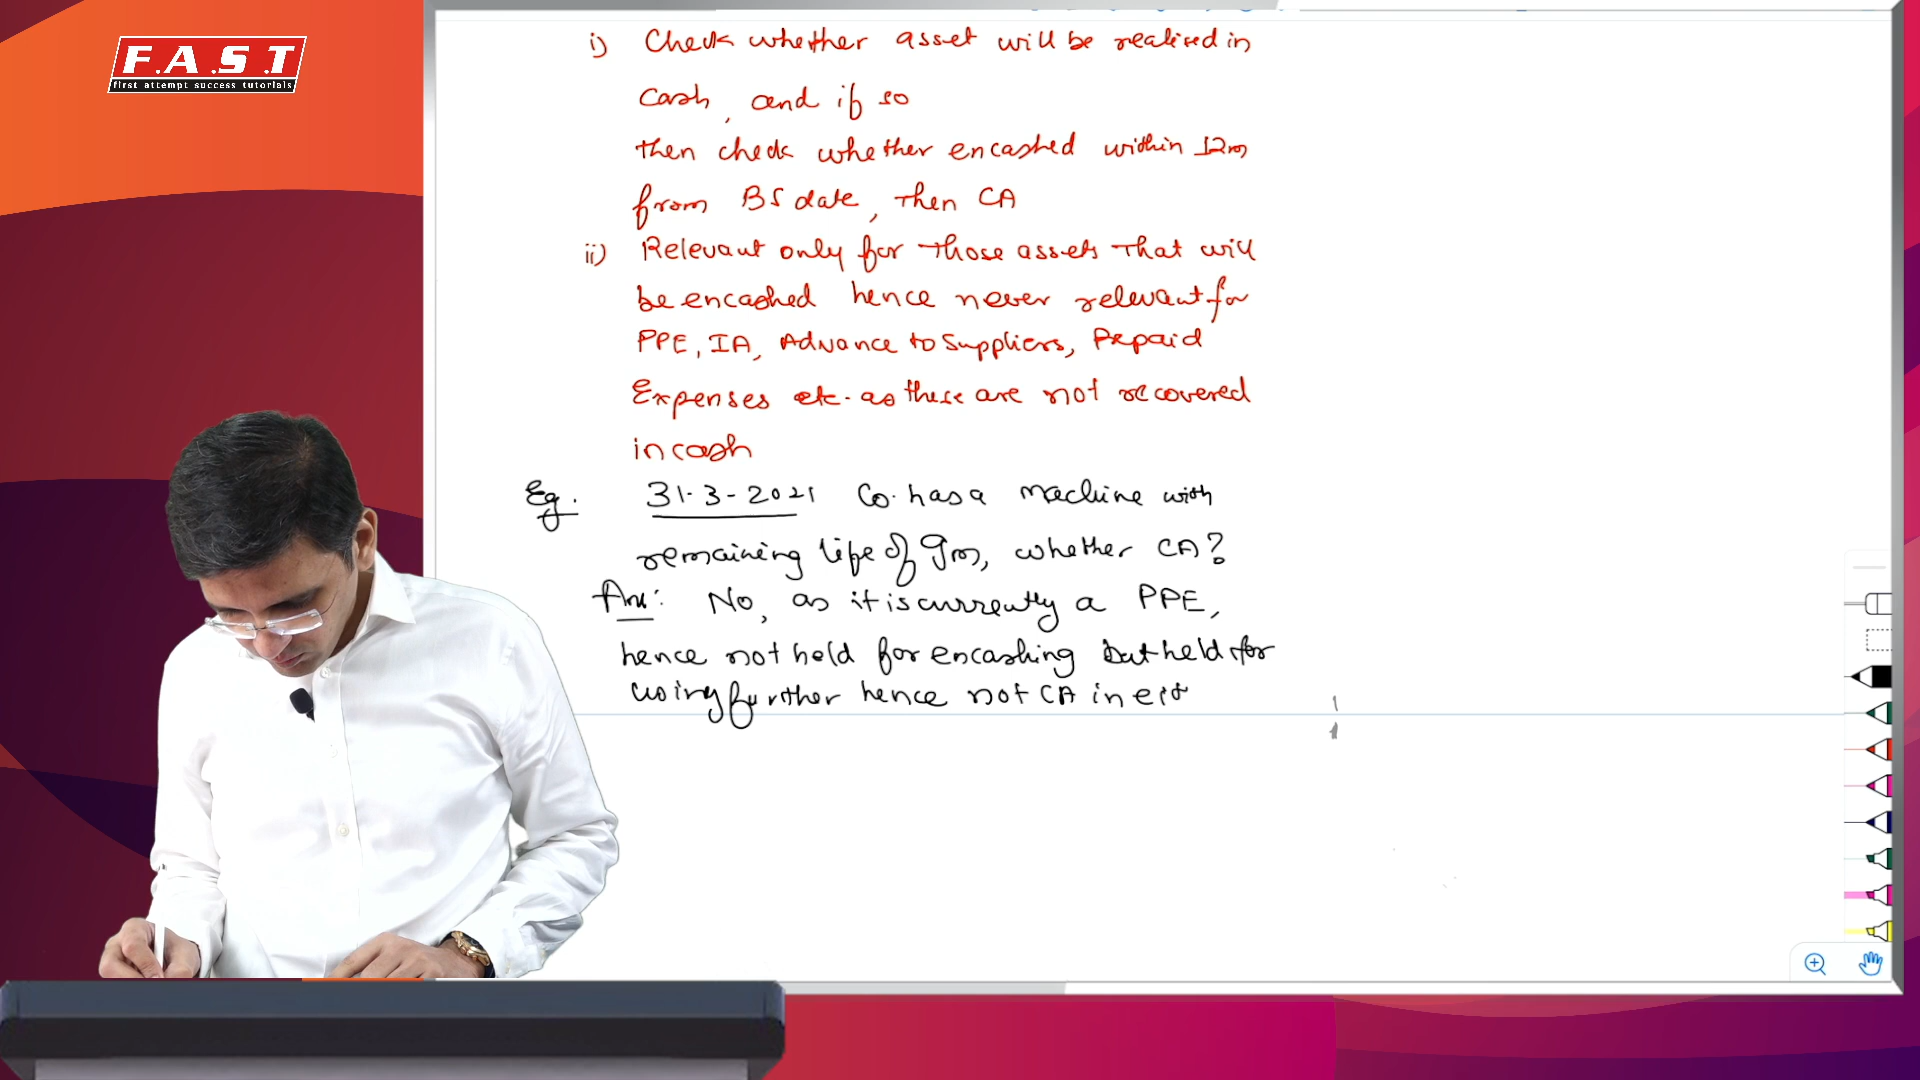 F.A.S.T
first attempt success tutorials
i) Check whether asset will be realised in
cash, and if so
then check whether encashed within 12m
from BS date, then CA
ii) Relevant only for those assets that will
be encashed hence never relevant for
PPE, IA, Advance to suppliers, Prepaid
Expenses etc. as these are not recovered
in cash
Eg. 31-3-2021 Co. has a machine with
remaining life of 9m, whether CA?
Ans: No, as it is currently a PPE,
hence not held for encashing but held for
using further hence not CA in